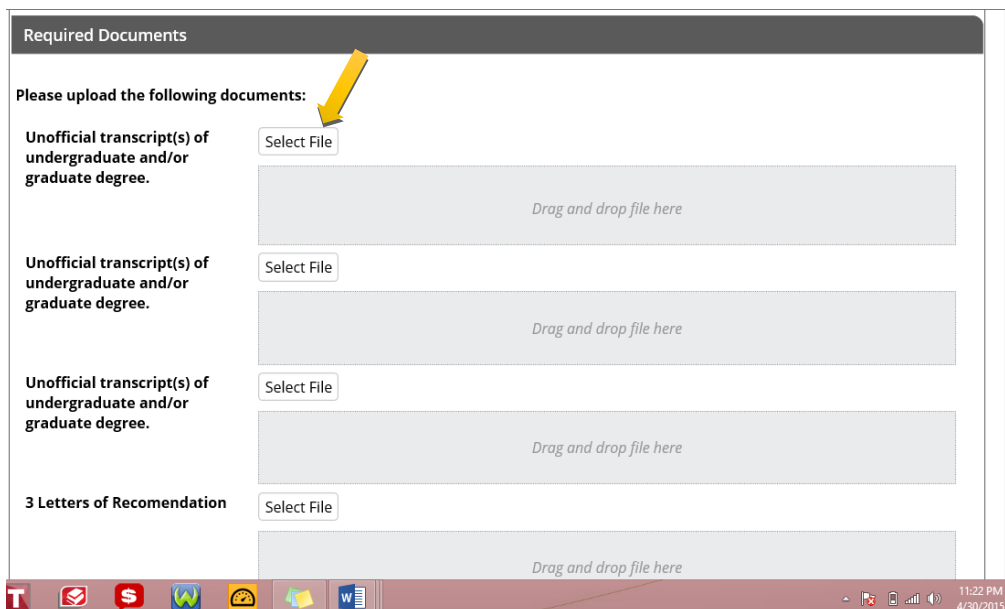 Required Documents
Please upload the following documents:
Unofficial transcript(s) of
undergraduate and/or
graduate degree.
Select File
Drag and drop file here
Unofficial transcript(s) of
undergraduate and/or
graduate degree.
Select File
Drag and drop file here
Unofficial transcript(s) of
undergraduate and/or
graduate degree.
Select File
Drag and drop file here
3 Letters of Recomendation
Select File
Drag and drop file here
T
S
W
W
11:22 PM
4/30/2015